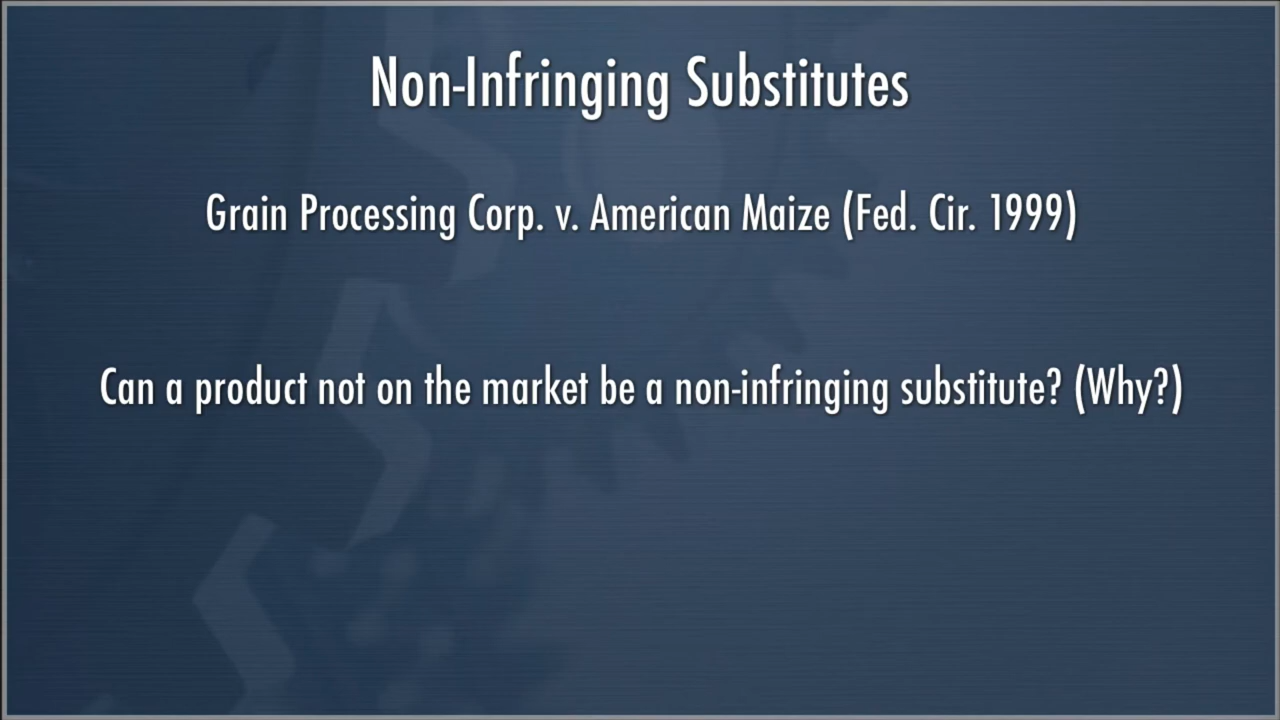 Non-Infringing Substitutes
Grain Processing Corp. v. American Maize (Fed. Cir. 1999)
Can a product not on the market be a non-infringing substitute? (Why?)